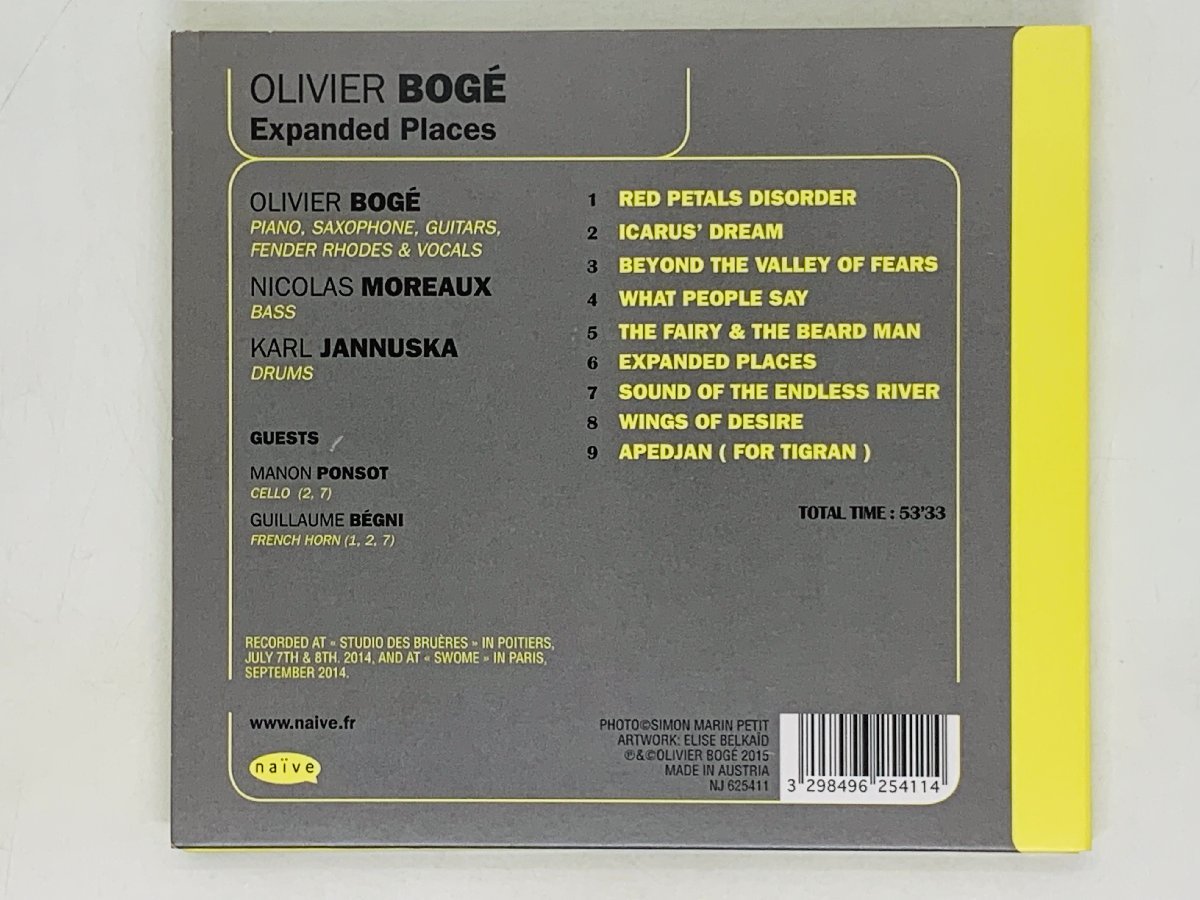 OLIVIER BOGÉ
Expanded Places
OLIVIER BOGÉ
PIANO, SAXOPHONE, GUITARS,
FENDER RHODES & VOCALS
NICOLAS MOREAUX
BASS
KARL JANNUSKA
DRUMS
GUESTS
MANON PONSOT
CELLO (2, 7)
GUILLAUME BÉGNI
FRENCH HORN (1, 2, 7)
1 RED PETALS DISORDER
2 ICARUS' DREAM
3 BEYOND THE VALLEY OF FEARS
4 WHAT PEOPLE SAY
5 THE FAIRY & THE BEARD MAN
6 EXPANDED PLACES
7 SOUND OF THE ENDLESS RIVER
8 WINGS OF DESIRE
9 APEDJAN ( FOR TIGRAN )
TOTAL TIME : 53'33
RECORDED AT « STUDIO DES BRUÈRES » IN POITIERS,
JULY 7TH & 8TH. 2014, AND AT « SWOME » IN PARIS,
SEPTEMBER 2014.
www.naive.fr
naïve
PHOTO©SIMON MARIN PETIT
ARTWORK: ELISE BELKAÏD
℗&©OLIVIER BOGÉ 2015
MADE IN AUSTRIA
NJ 625411
3 298496 254114